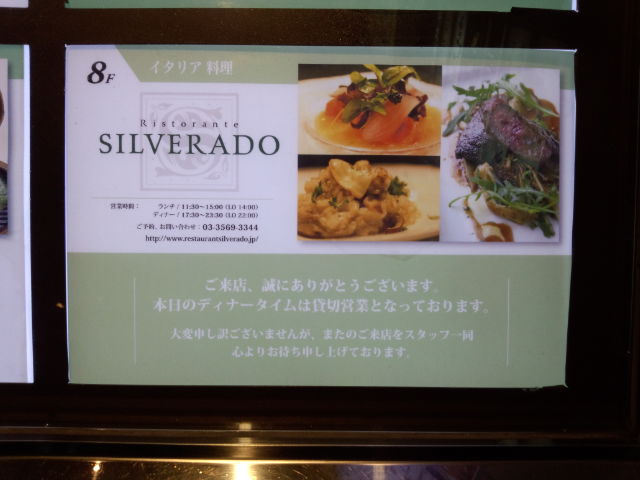 8F
イタリア 料理
Ristorante
SILVERADO
営業時間： ランチ / 11:30～15:00 (LO 14:00)
ディナー / 17:30～23:30 (LO 22:00)
ご予約、お問い合わせ：03-3569-3344
http://www.restaurantsilverado.jp/
ご来店、誠にありがとうございます。
本日のディナータイムは貸切営業となっております。
大変申し訳ございませんが、またのご来店をスタッフ一同
心よりお待ち申し上げております。